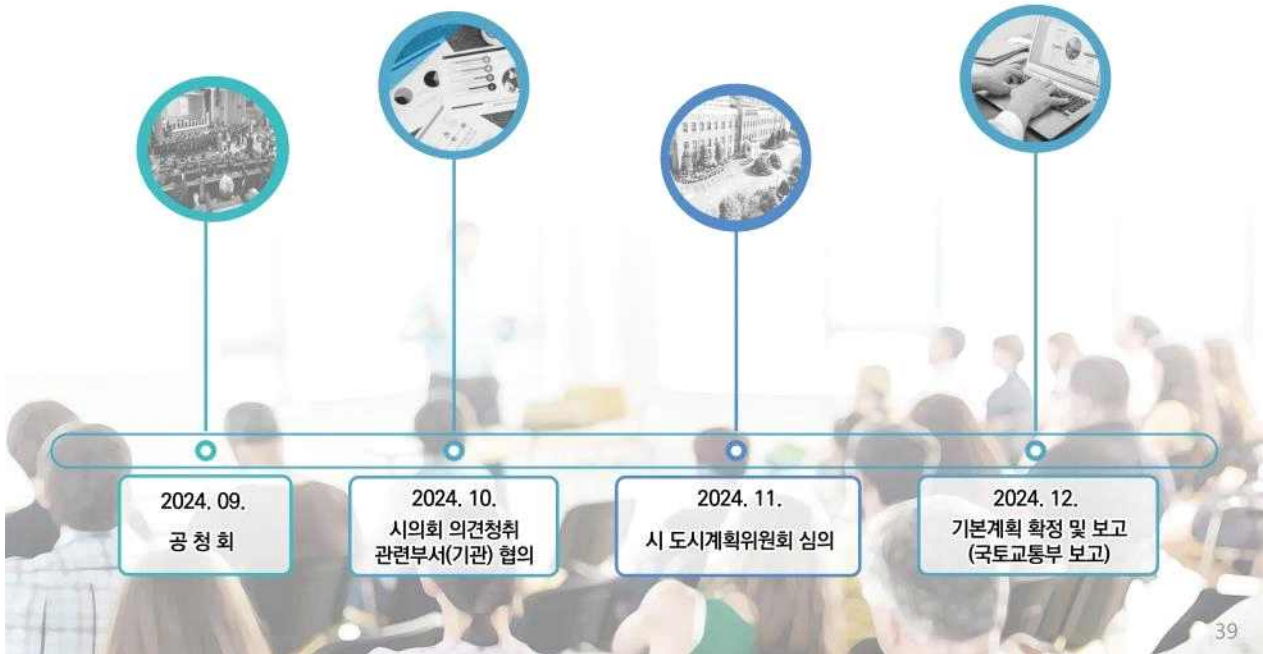 2024. 09.
공 청 회
2024. 10.
시의회 의견청취
관련부서(기관) 협의
2024. 11.
시 도시계획위원회 심의
2024. 12.
기본계획 확정 및 보고
(국토교통부 보고)
39